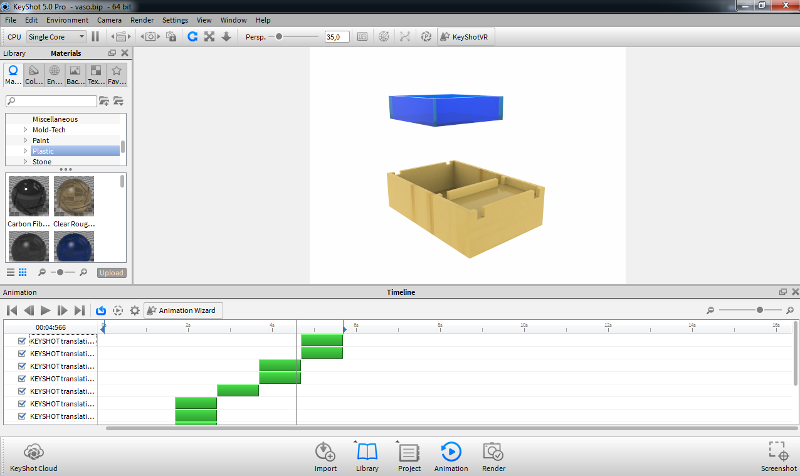 KeyShot 5.0 Pro - vaso.bip - 64 bit
File Edit Environment Camera Render Settings View Window Help
CPU Single Core Persp. 35,0 KeyShotVR
Library Materials
Ma... Col... En... Bac... Tex... Fav...
Miscellaneous
Mold-Tech
Paint
Plastic
Stone
Carbon Fib... Clear Roug...
Upload
Animation Timeline
Animation Wizard
00:04:566 2s 4s 6s 8s 10s 12s 14s 16s
KEYSHOT translati...
KEYSHOT translati...
KEYSHOT translati...
KEYSHOT translati...
KEYSHOT translati...
KEYSHOT translati...
KEYSHOT translati...
KeyShot Cloud Import Library Project Animation Render Screenshot